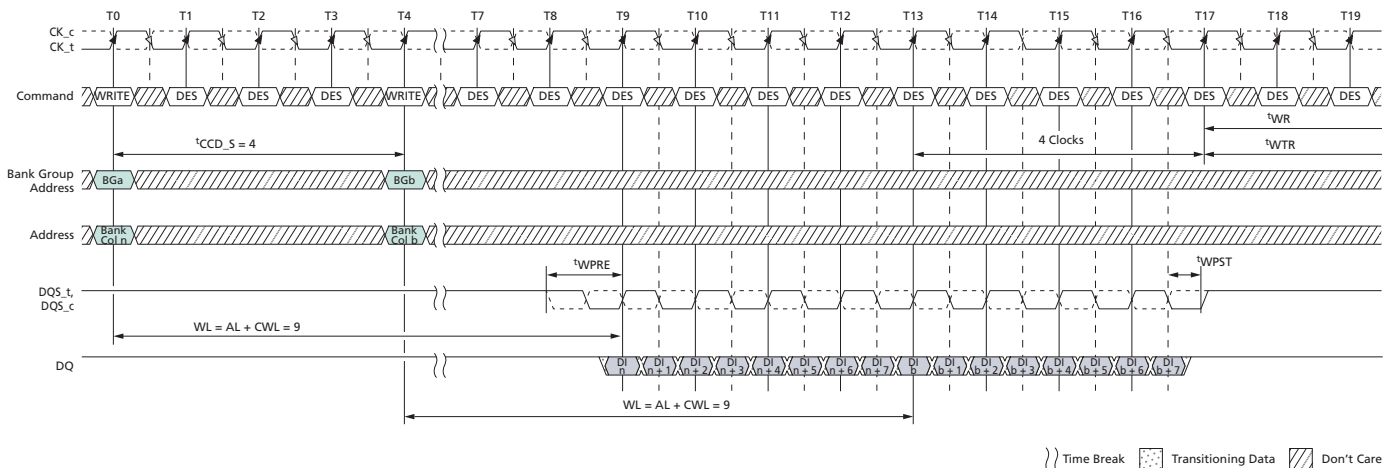 T0 T1 T2 T3 T4 T7 T8 T9 T10 T11 T12 T13 T14 T15 T16 T17 T18 T19
CK_c
CK_t
Command WRITE DES DES DES WRITE DES DES DES DES DES DES DES DES DES DES DES DES DES
tWR
tCCD_S = 4 4 Clocks tWTR
Bank Group
Address BGa BGb
Address Bank
Col n Bank
Col b
tWPRE tWPST
DQS_t,
DQS_c
WL = AL + CWL = 9
DQ DI
n DI
n + 1 DI
n + 2 DI
n + 3 DI
n + 4 DI
n + 5 DI
n + 6 DI
n + 7 DI
b DI
b + 1 DI
b + 2 DI
b + 3 DI
b + 4 DI
b + 5 DI
b + 6 DI
b + 7
WL = AL + CWL = 9
Time Break Transitioning Data Don't Care